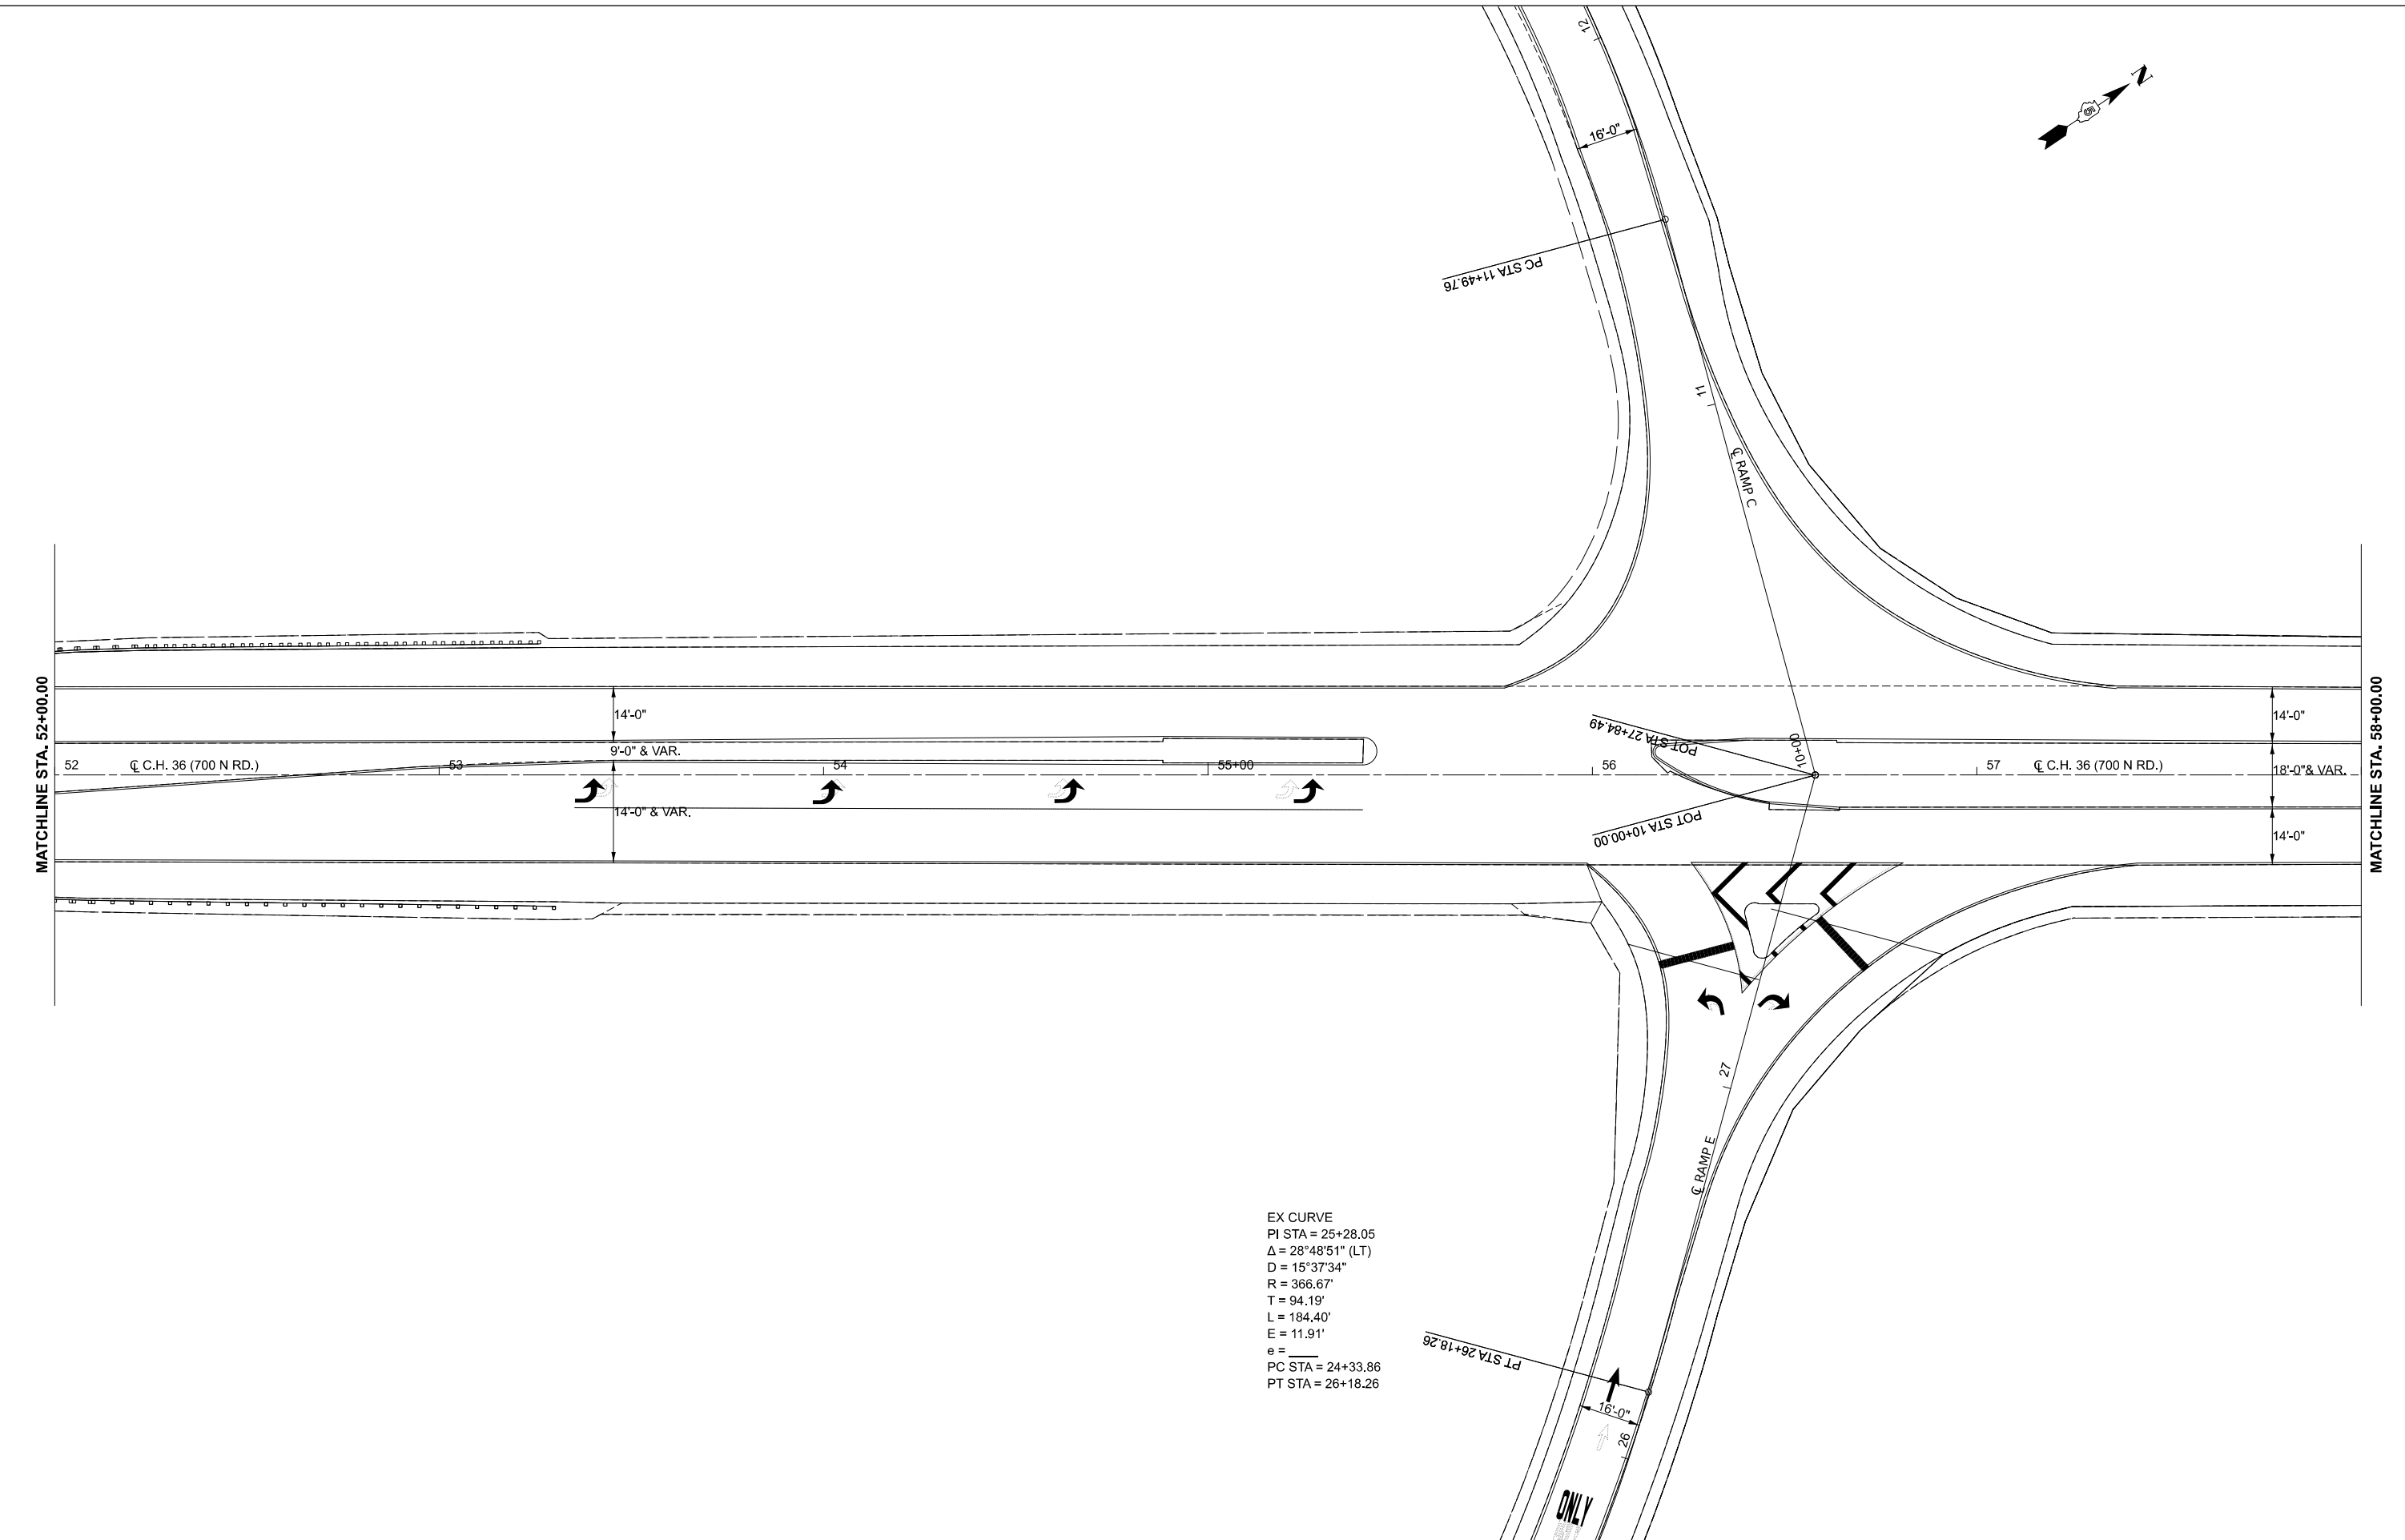 12
N
16'-0"
PC STA 11+49.76
11
℄ RAMP C
MATCHLINE STA. 52+00.00
14'-0"
9'-0" & VAR.
52
℄ C.H. 36 (700 N RD.)
53
54
55+00
56
57
℄ C.H. 36 (700 N RD.)
14'-0" & VAR.
POT STA 27+84.49
10+00
POT STA 10+00.00
14'-0"
18'-0"& VAR.
14'-0"
MATCHLINE STA. 58+00.00
27
℄ RAMP E
EX CURVE
PI STA = 25+28.05
Δ = 28°48'51" (LT)
D = 15°37'34"
R = 366.67'
T = 94.19'
L = 184.40'
E = 11.91'
e = ____
PC STA = 24+33.86
PT STA = 26+18.26
PT STA 26+18.26
16'-0"
26
ONLY